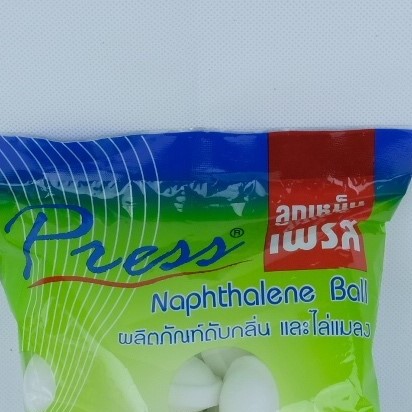 ลูกเหม็น
เพรส
Press®
Naphthalene Ball
ผลิตภัณฑ์ดับกลิ่น และไล่แมลง